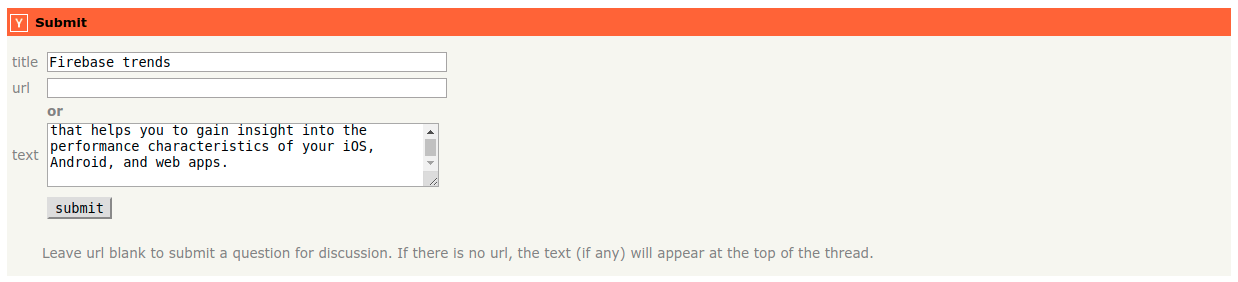 Y Submit
title Firebase trends
url
or
text that helps you to gain insight into the
performance characteristics of your iOS,
Android, and web apps.
submit
Leave url blank to submit a question for discussion. If there is no url, the text (if any) will appear at the top of the thread.